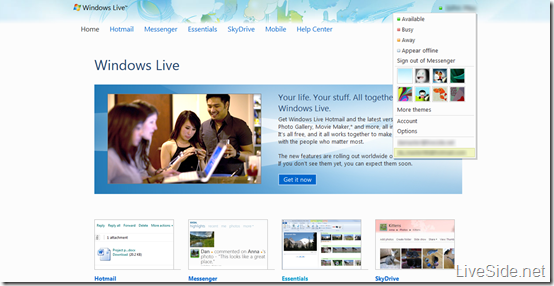 Windows Live™
Home Hotmail Messenger Essentials SkyDrive Mobile Help Center
Available
Busy
Away
Appear offline
Sign out of Messenger
More themes
Account
Options
Windows Live
Your life. Your stuff. All together
Windows Live.
Get Windows Live Hotmail and the latest vers
Photo Gallery, Movie Maker,* and more, all
It's all free, and it all works together to make
with the people who matter most.
The new features are rolling out worldwide o
If you don't see them yet, you can expect them soon.
Get it now
Reply Reply all Forward Delete More actions
1 attachment
Project p...docx
Download
Dan - commented on Anna
's photo - "This looks like a
great place,"
Kittens
Hotmail
Messenger
Essentials
SkyDrive
LiveSide.net